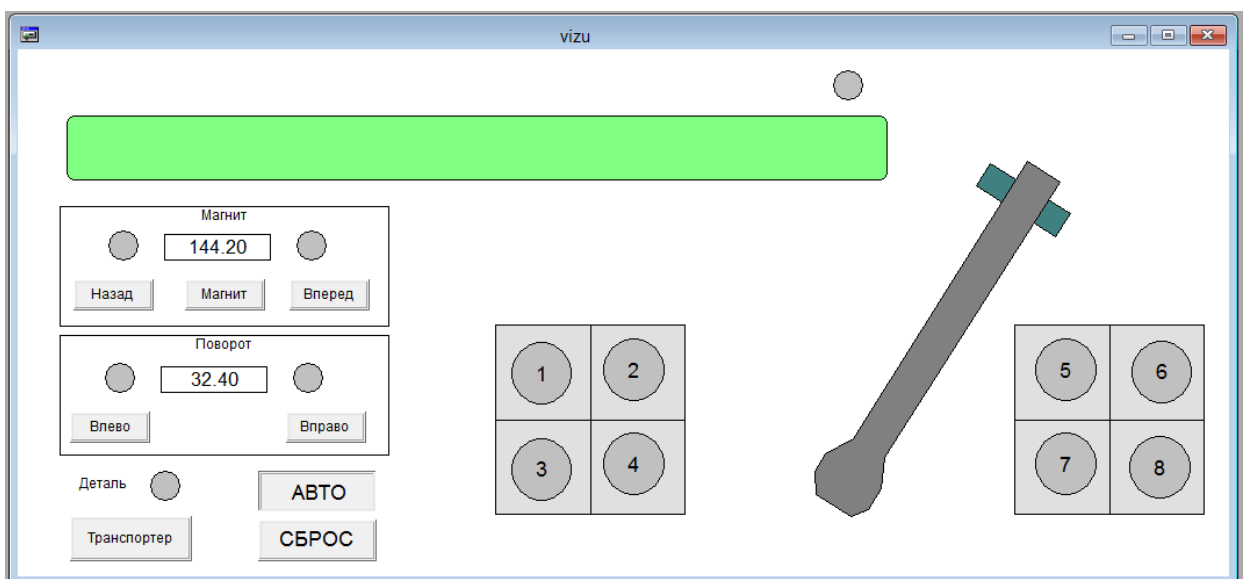 vizu
Магнит
144.20
Назад Магнит Вперед
Поворот
32.40
Влево Вправо
Деталь
АВТО
Транспортер
СБРОС
1 2
3 4
5 6
7 8